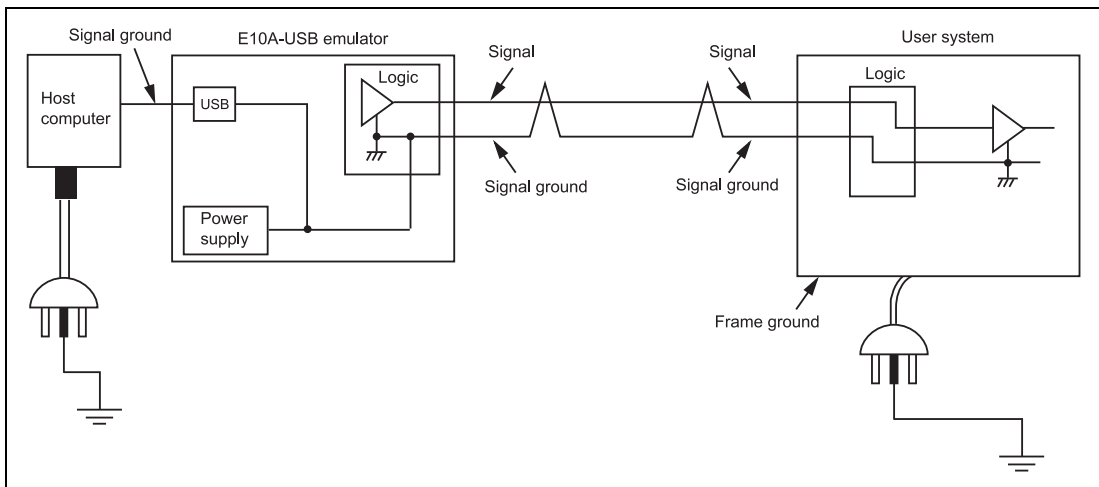 Signal ground
E10A-USB emulator
Signal
Signal
User system
Host
computer
USB
Logic
Logic
Signal ground
Signal ground
Power
supply
Frame ground